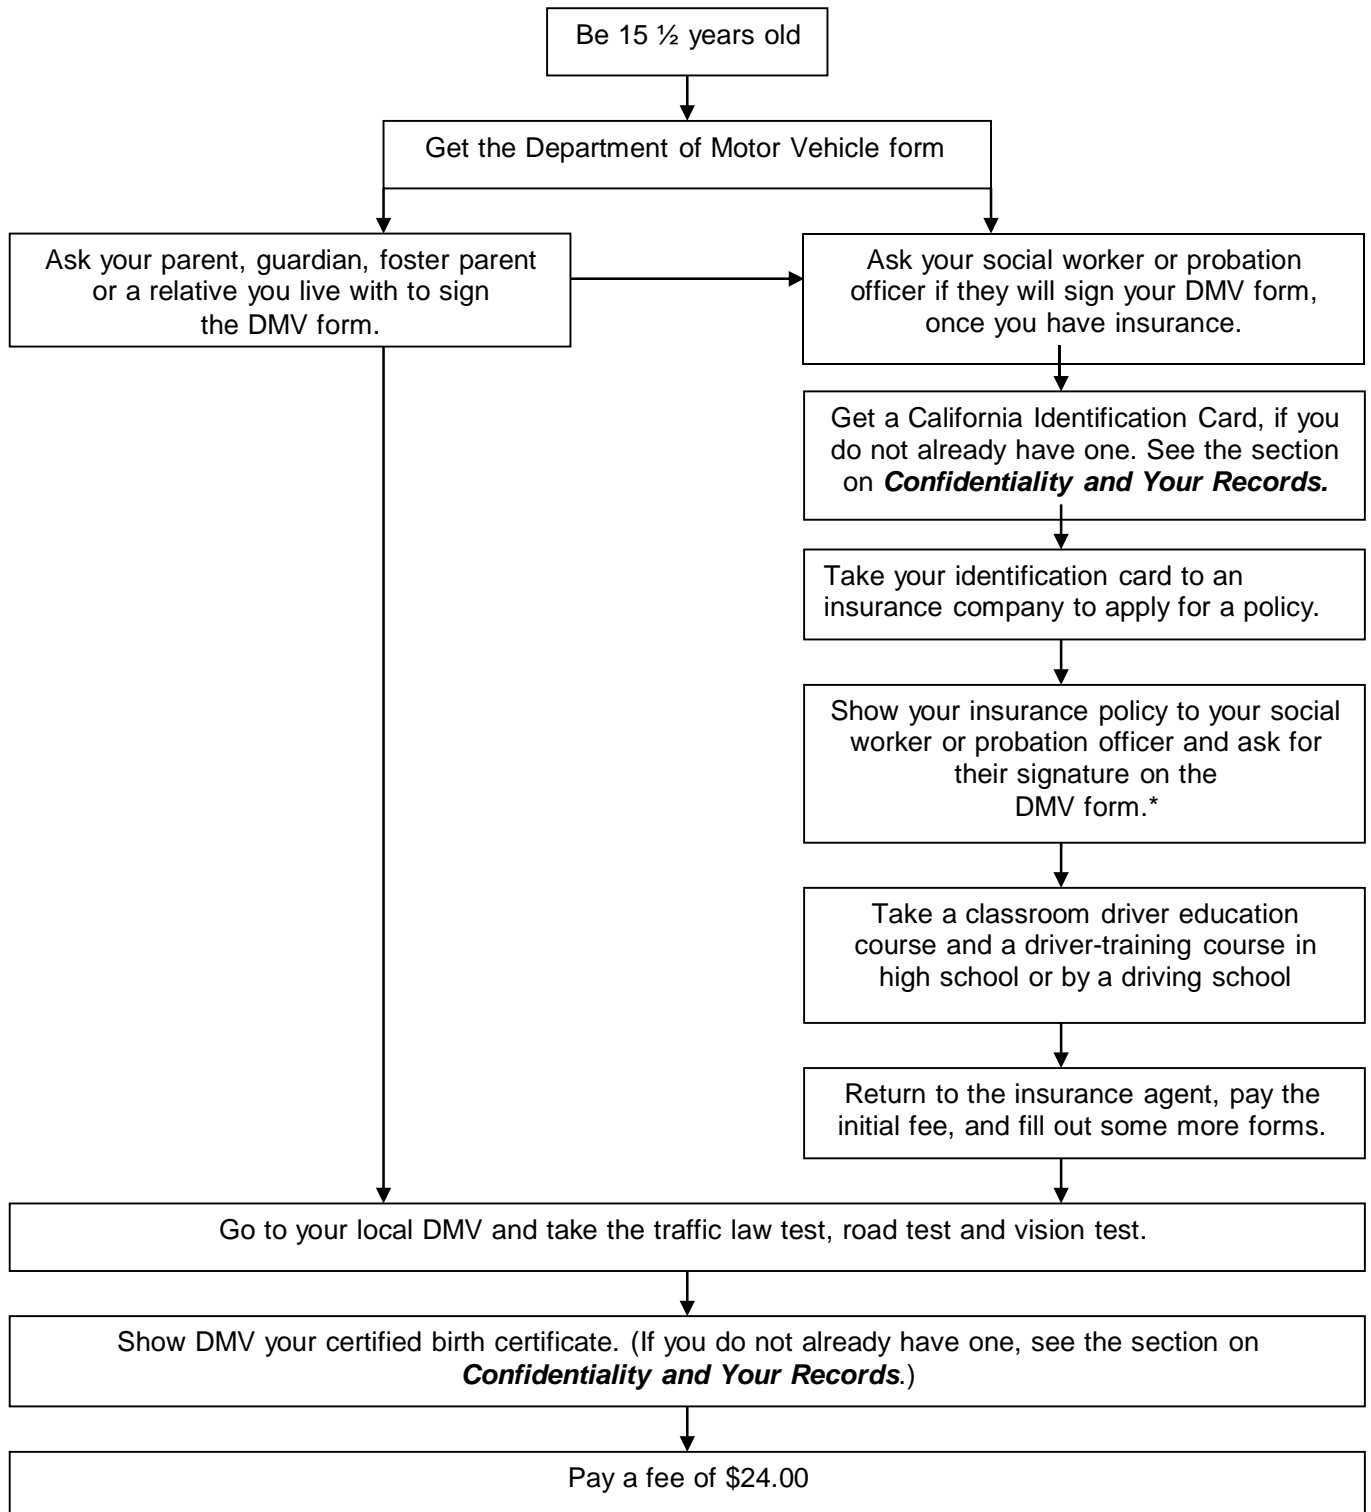 Be 15 ½ years old
Get the Department of Motor Vehicle form
Ask your parent, guardian, foster parent
or a relative you live with to sign
the DMV form.
Ask your social worker or probation
officer if they will sign your DMV form,
once you have insurance.
Get a California Identification Card, if you
do not already have one. See the section
on Confidentiality and Your Records.
Take your identification card to an
insurance company to apply for a policy.
Show your insurance policy to your social
worker or probation officer and ask for
their signature on the
DMV form.*
Take a classroom driver education
course and a driver-training course in
high school or by a driving school
Return to the insurance agent, pay the
initial fee, and fill out some more forms.
Go to your local DMV and take the traffic law test, road test and vision test.
Show DMV your certified birth certificate. (If you do not already have one, see the section on
Confidentiality and Your Records.)
Pay a fee of $24.00